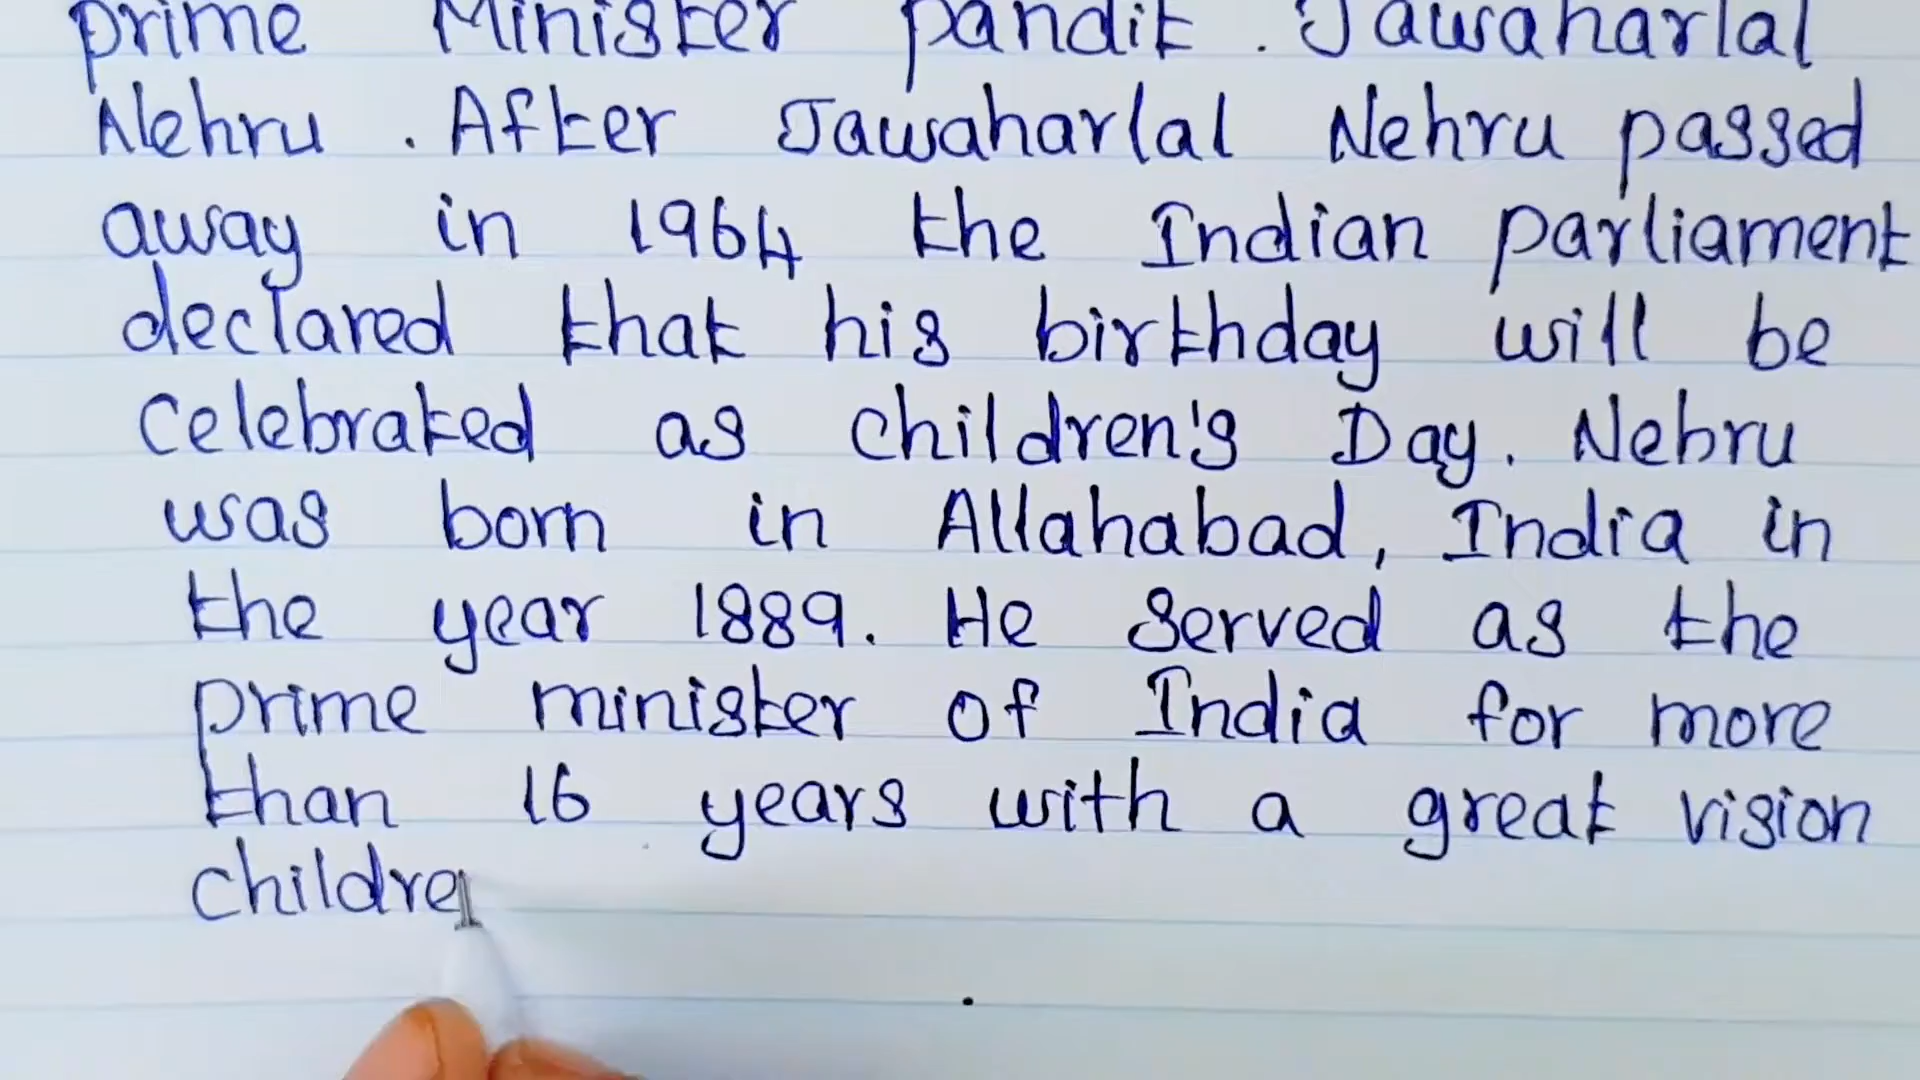 prime Minister pandit . Jawaharlal
Nehru . After Jawaharlal Nehru passed
away in 1964 the Indian parliament
declared that his birthday will be
celebrated as children's Day. Nehru
was born in Allahabad, India in
the year 1889. He served as the
prime minister of India for more
than 16 years with a great vision
childre